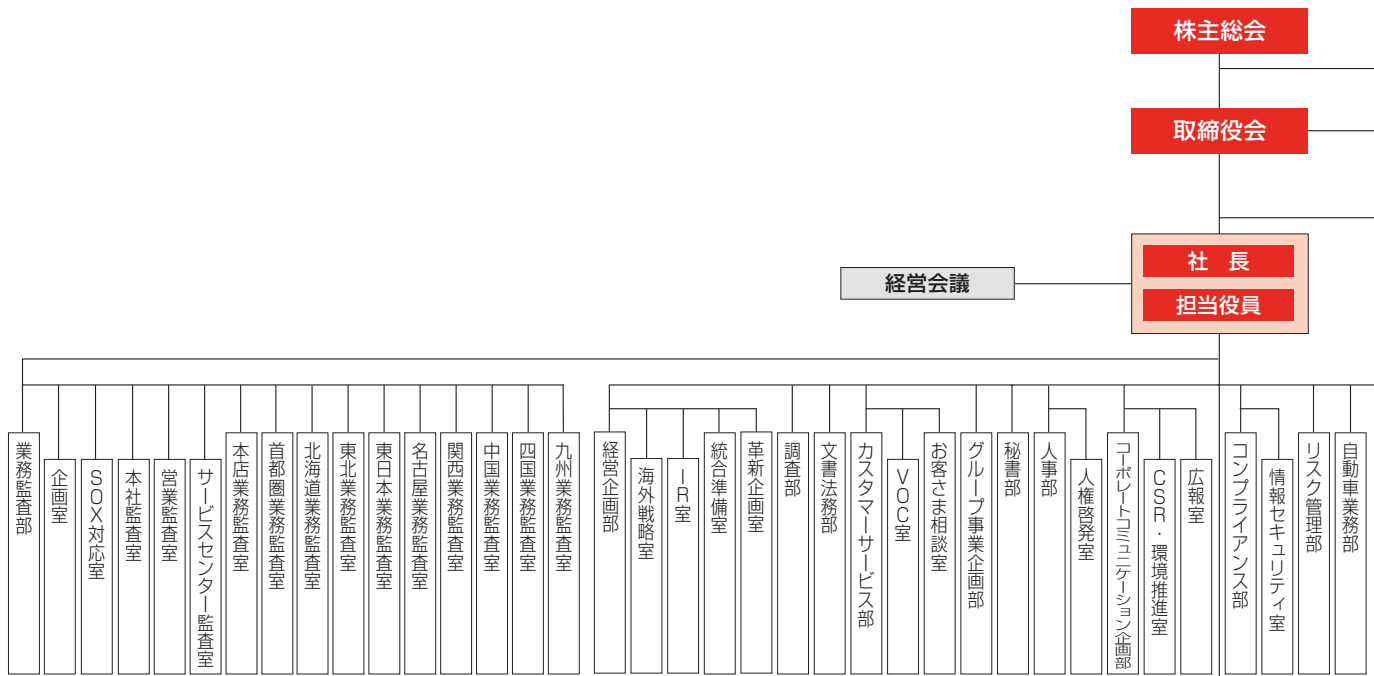 株主総会
取締役会
社 長
担当役員
経営会議
業務監査部
企画室
SOX対応室
本社監査室
営業監査室
サービスセンター監査室
本店業務監査室
首都圏業務監査室
北海道業務監査室
東北業務監査室
東日本業務監査室
名古屋業務監査室
関西業務監査室
中国業務監査室
四国業務監査室
九州業務監査室
経営企画部
海外戦略室
IR室
統合準備室
革新企画室
調査部
文書法務部
カスタマーサービス部
VOC室
お客さま相談室
グループ事業企画部
秘書部
人事部
人権啓発室
コーポレートコミュニケーション企画部
CSR・環境推進室
広報室
コンプライアンス部
情報セキュリティ室
リスク管理部
自動車業務部